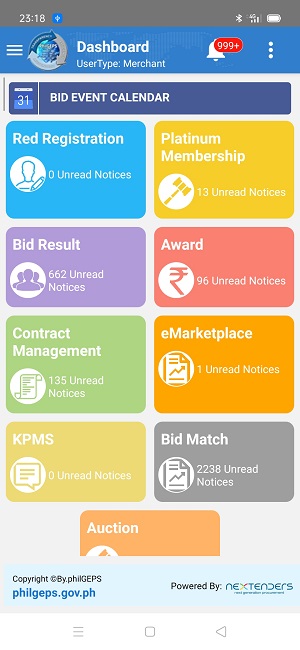 23:18
Dashboard
UserType: Merchant
999+
31
BID EVENT CALENDAR
Red Registration
0 Unread Notices
Platinum
Membership
13 Unread Notices
Bid Result
662 Unread
Notices
Award
96 Unread Notices
Contract
Management
135 Unread
Notices
eMarketplace
1 Unread Notices
KPMS
0 Unread Notices
Bid Match
2238 Unread
Notices
Auction
Copyright ©By.philGEPS
philgeps.gov.ph
Powered By:
NEXTENDERS
next generation procurement